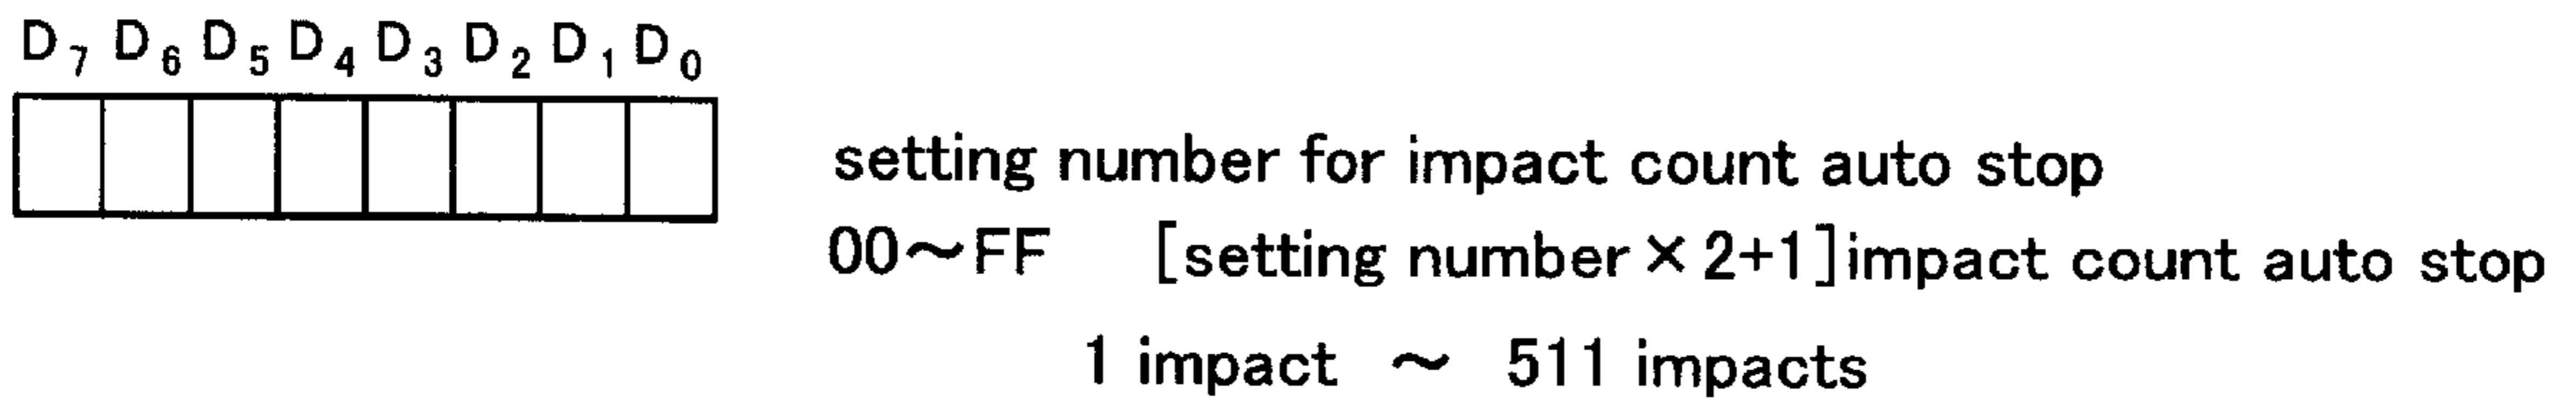 D₇ D₆ D₅ D₄ D₃ D₂ D₁ D₀
setting number for impact count auto stop
00～FF [setting number × 2+1]impact count auto stop
1 impact ～ 511 impacts